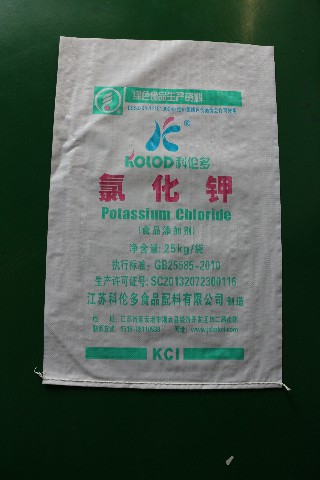 绿色食品生产资料
®
KOLOD科伦多
氯化钾
Potassium Chloride
(食品添加剂)
净含量: 25kg/袋
执行标准: GB25585-2010
生产许可证号: SC20132072300116
江苏科伦多食品配料有限公司 制造
KCl